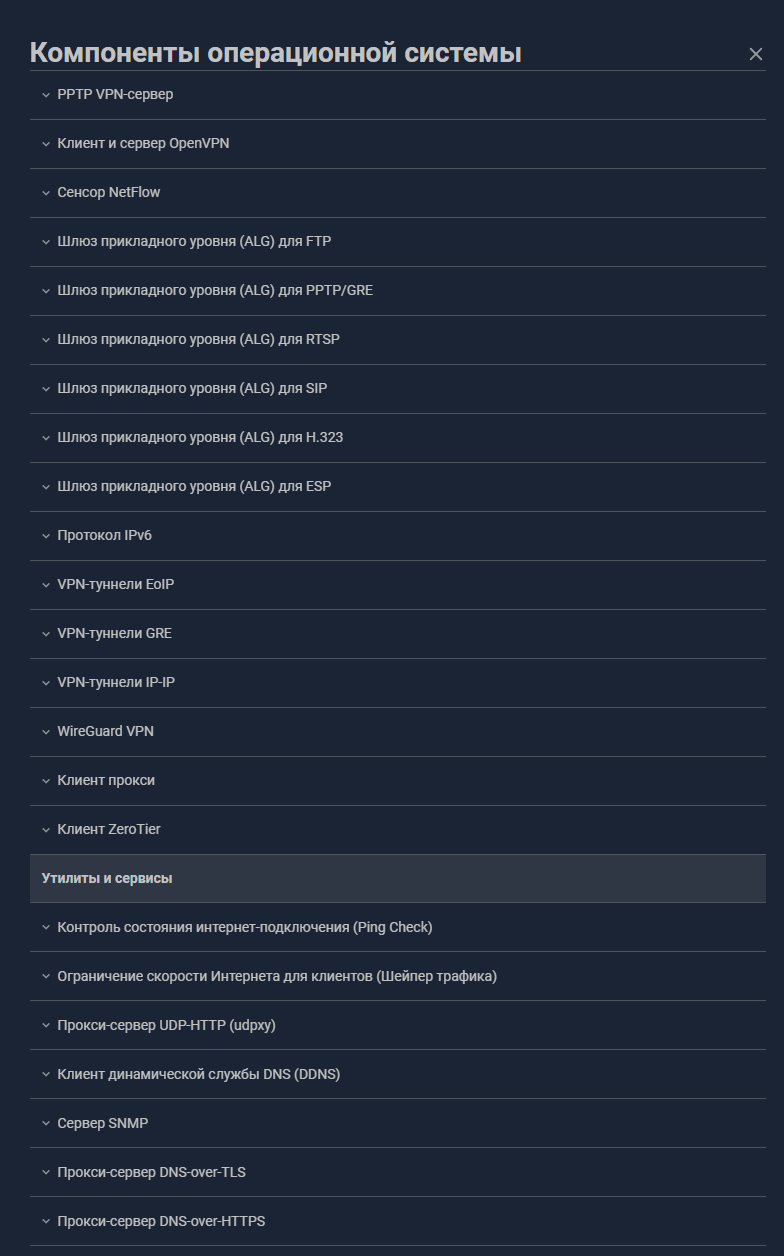 Компоненты операционной системы
PPTP VPN-сервер
Клиент и сервер OpenVPN
Сенсор NetFlow
Шлюз прикладного уровня (ALG) для FTP
Шлюз прикладного уровня (ALG) для PPTP/GRE
Шлюз прикладного уровня (ALG) для RTSP
Шлюз прикладного уровня (ALG) для SIP
Шлюз прикладного уровня (ALG) для H.323
Шлюз прикладного уровня (ALG) для ESP
Протокол IPv6
VPN-туннели EoIP
VPN-туннели GRE
VPN-туннели IP-IP
WireGuard VPN
Клиент прокси
Клиент ZeroTier
Утилиты и сервисы
Контроль состояния интернет-подключения (Ping Check)
Ограничение скорости Интернета для клиентов (Шейпер трафика)
Прокси-сервер UDP-HTTP (udpxy)
Клиент динамической службы DNS (DDNS)
Сервер SNMP
Прокси-сервер DNS-over-TLS
Прокси-сервер DNS-over-HTTPS